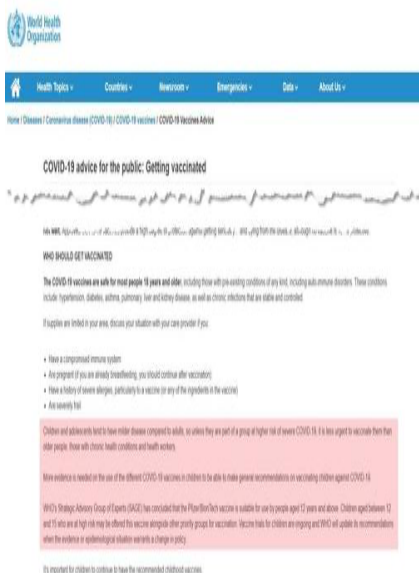 World Health
Organization
Health Topics
Countries
Newsroom
Emergencies
Data
About Us
Home / Diseases / Coronavirus disease (COVID-19) / COVID-19 vaccines / COVID-19 Vaccines Advice
COVID-19 advice for the public: Getting vaccinated
WHO SHOULD GET VACCINATED
The COVID-19 vaccines are safe for most people 18 years and older, including those with pre-existing conditions of any kind, including auto-immune disorders. These conditions
include: hypertension, diabetes, asthma, pulmonary, liver and kidney disease, as well as chronic infections that are stable and controlled.
If supplies are limited in your area, discuss your situation with your care provider if you:
• Have a compromised immune system
• Are pregnant (if you are already breastfeeding, you should continue after vaccination)
• Have a history of severe allergies, particularly to a vaccine (or any of the ingredients in the vaccine)
• Are severely frail
Children and adolescents tend to have milder disease compared to adults, so unless they are part of a group at higher risk of severe COVID-19, it is less urgent to vaccinate them than
older people, those with chronic health conditions and health workers.
More evidence is needed on the use of the different COVID-19 vaccines in children to be able to make general recommendations on vaccinating children against COVID-19.
WHO's Strategic Advisory Group of Experts (SAGE) has concluded that the Pfizer/BionTech vaccine is suitable for use by people aged 12 years and above. Children aged between 12
and 15 who are at high risk may be offered this vaccine alongside other priority groups for vaccination. Vaccine trials for children are ongoing and WHO will update its recommendations
when the evidence or epidemiological situation warrants a change in policy.
It's important for children to continue to have the recommended childhood vaccines.